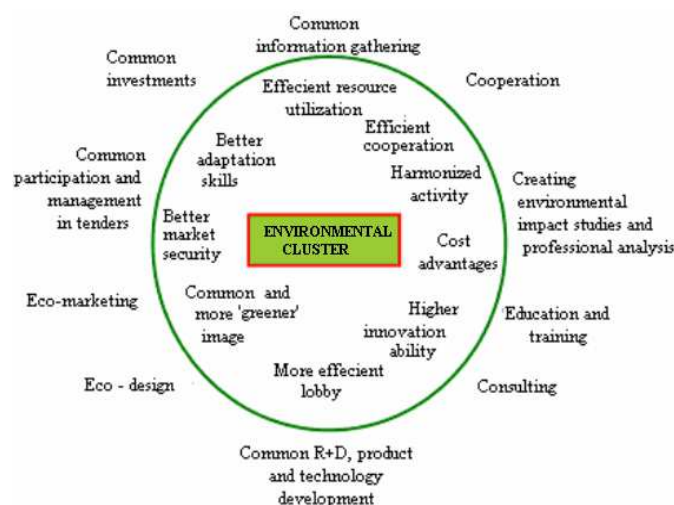 Common
information gathering
Common
investments
Cooperation
Effecient resource
utilization
Efficient
cooperation
Better
adaptation
skills
Common
participation and
management
in tenders
Harmonized
activity
Creating
environmental
impact studies and
professional analysis
Better
market
security
ENVIRONMENTAL
CLUSTER
Cost
advantages
Eco-marketing
Common and
more 'greener'
image
Higher
innovation
ability
Education and
training
More effecient
lobby
Eco - design
Consulting
Common R+D, product
and technology
development